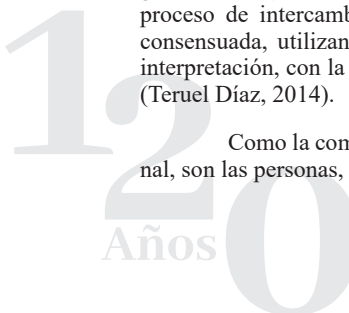 proceso de intercamb
consensuada, utilizan
interpretación, con la
(Teruel Díaz, 2014).
Como la com
nal, son las personas,
120
Años